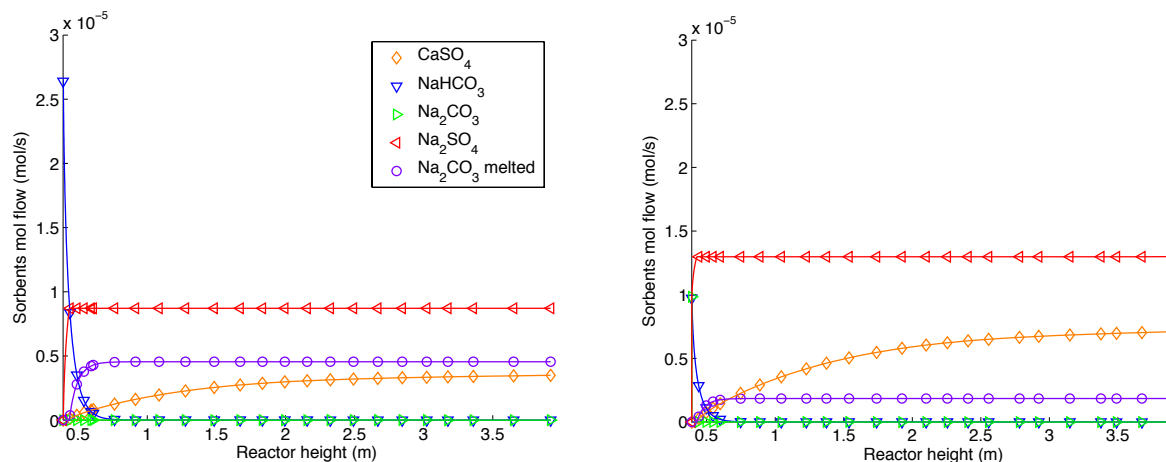 x 10⁻⁵
3
2.5
2
1.5
1
0.5
0
0.5 1 1.5 2 2.5 3 3.5
Reactor height (m)
Sorbents mol flow (mol/s)
CaSO₄
NaHCO₃
Na₂CO₃
Na₂SO₄
Na₂CO₃ melted
x 10⁻⁵
3
2.5
2
1.5
1
0.5
0
0.5 1 1.5 2 2.5 3 3.5
Reactor height (m)
Sorbents mol flow (mol/s)